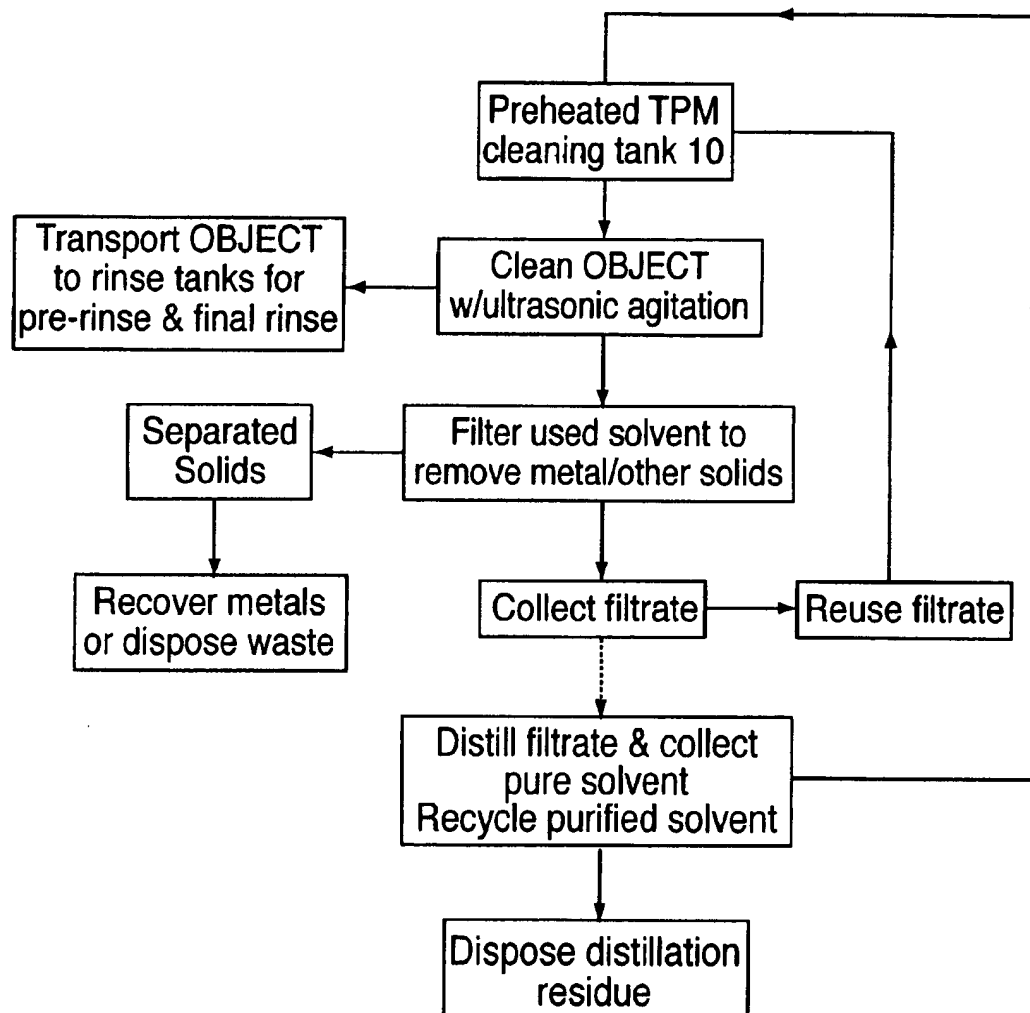 Preheated TPM
cleaning tank 10
Transport OBJECT
to rinse tanks for
pre-rinse & final rinse
Clean OBJECT
w/ultrasonic agitation
Separated
Solids
Filter used solvent to
remove metal/other solids
Recover metals
or dispose waste
Collect filtrate
Reuse filtrate
Distill filtrate & collect
pure solvent
Recycle purified solvent
Dispose distillation
residue